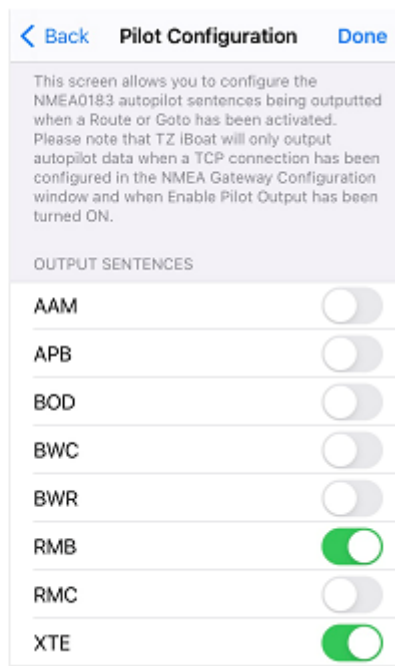 Back Pilot Configuration Done
This screen allows you to configure the
NMEA0183 autopilot sentences being outputted
when a Route or Goto has been activated.
Please note that TZ iBoat will only output
autopilot data when a TCP connection has been
configured in the NMEA Gateway Configuration
window and when Enable Pilot Output has been
turned ON.
OUTPUT SENTENCES
AAM
APB
BOD
BWC
BWR
RMB
RMC
XTE